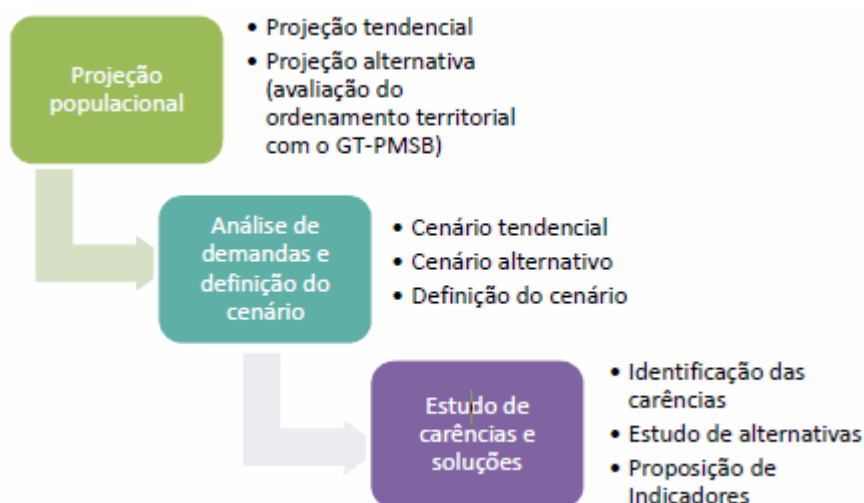 Projeção
populacional
• Projeção tendencial
• Projeção alternativa
(avaliação do
ordenamento territorial
com o GT-PMSB)
Análise de
demandas e
definição do
cenário
• Cenário tendencial
• Cenário alternativo
• Definição do cenário
Estudo de
carências e
soluções
• Identificação das
carências
• Estudo de alternativas
• Proposição de
Indicadores